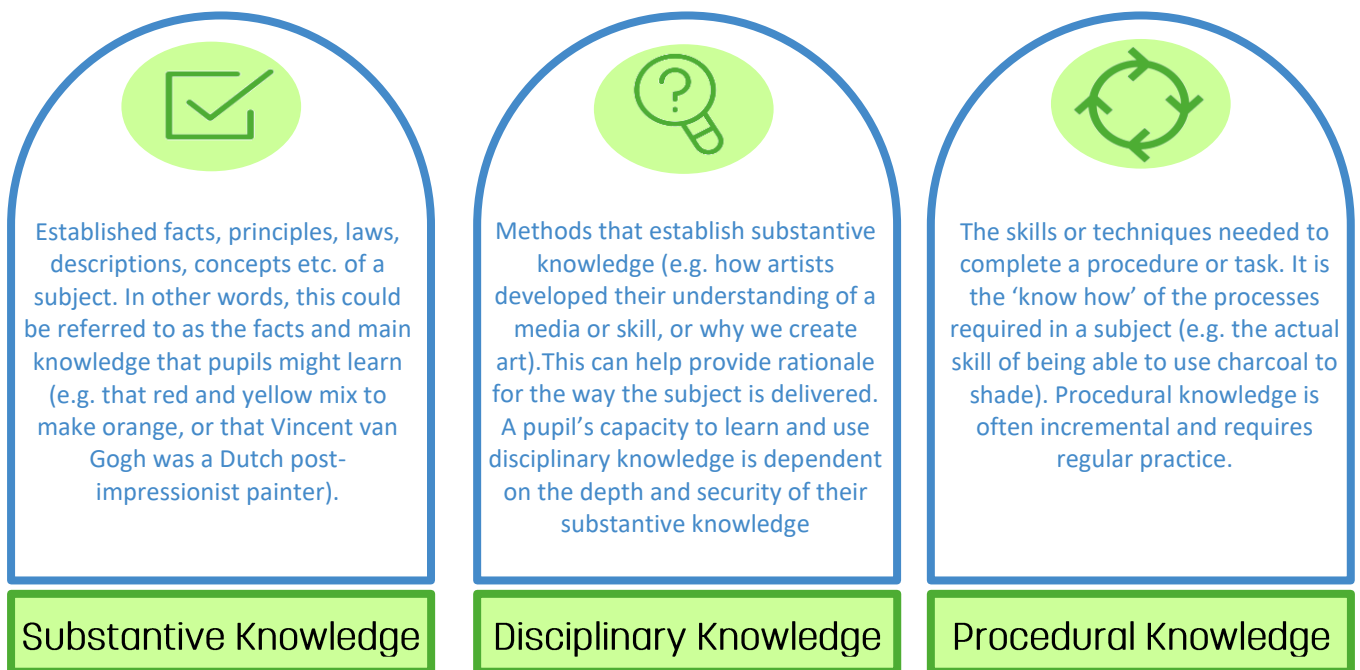 Established facts, principles, laws,
descriptions, concepts etc. of a
subject. In other words, this could
be referred to as the facts and main
knowledge that pupils might learn
(e.g. that red and yellow mix to
make orange, or that Vincent van
Gogh was a Dutch post-
impressionist painter).
Substantive Knowledge
Methods that establish substantive
knowledge (e.g. how artists
developed their understanding of a
media or skill, or why we create
art).This can help provide rationale
for the way the subject is delivered.
A pupil’s capacity to learn and use
disciplinary knowledge is dependent
on the depth and security of their
substantive knowledge
Disciplinary Knowledge
The skills or techniques needed to
complete a procedure or task. It is
the ‘know how’ of the processes
required in a subject (e.g. the actual
skill of being able to use charcoal to
shade). Procedural knowledge is
often incremental and requires
regular practice.
Procedural Knowledge